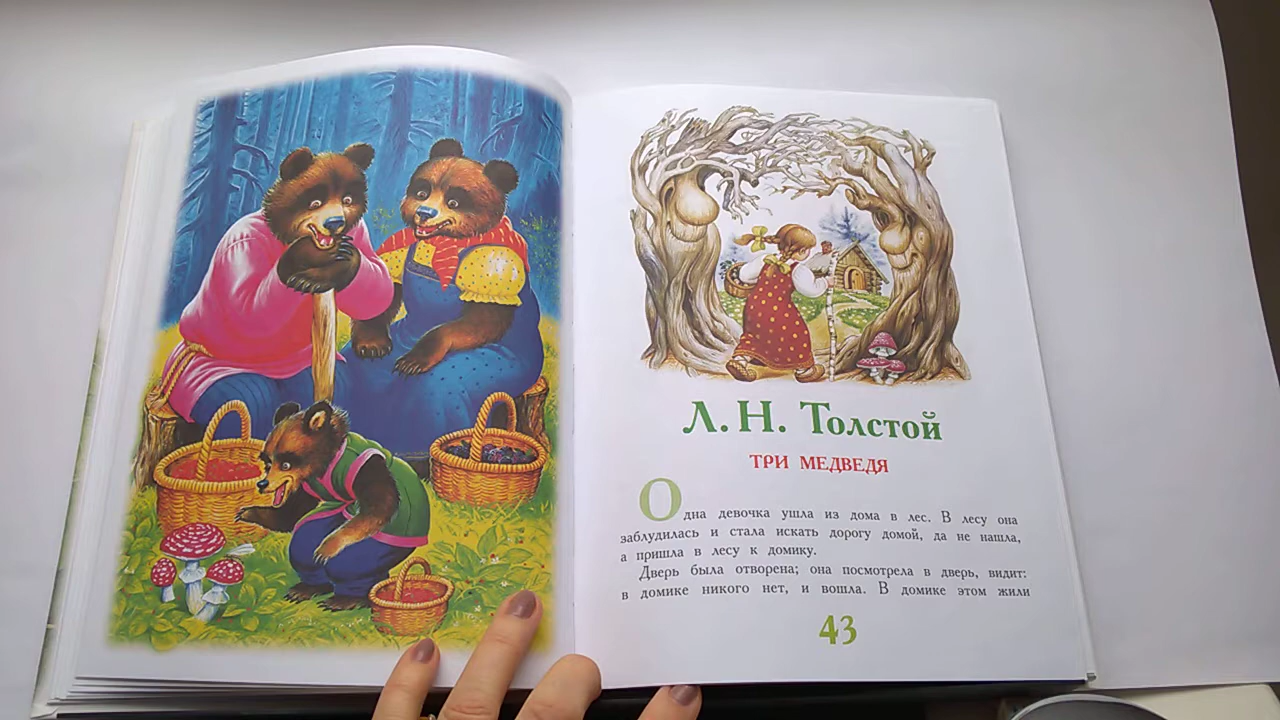 Л. Н. Толстой
ТРИ МЕДВЕДЯ
Одна девочка ушла из дома в лес. В лесу она
заблудилась и стала искать дорогу домой, да не нашла,
а пришла в лесу к домику.
Дверь была отворена; она посмотрела в дверь, видит:
в домике никого нет, и вошла. В домике этом жили
43